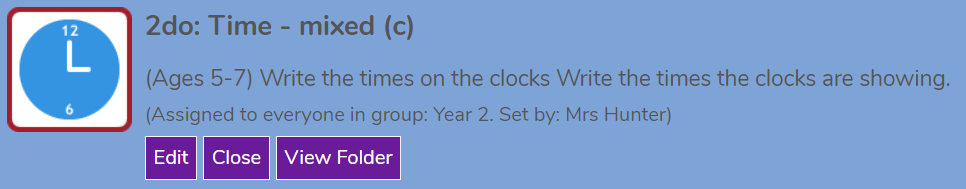 12
6
2do: Time - mixed (c)
(Ages 5-7) Write the times on the clocks Write the times the clocks are showing.
(Assigned to everyone in group: Year 2. Set by: Mrs Hunter)
Edit Close View Folder